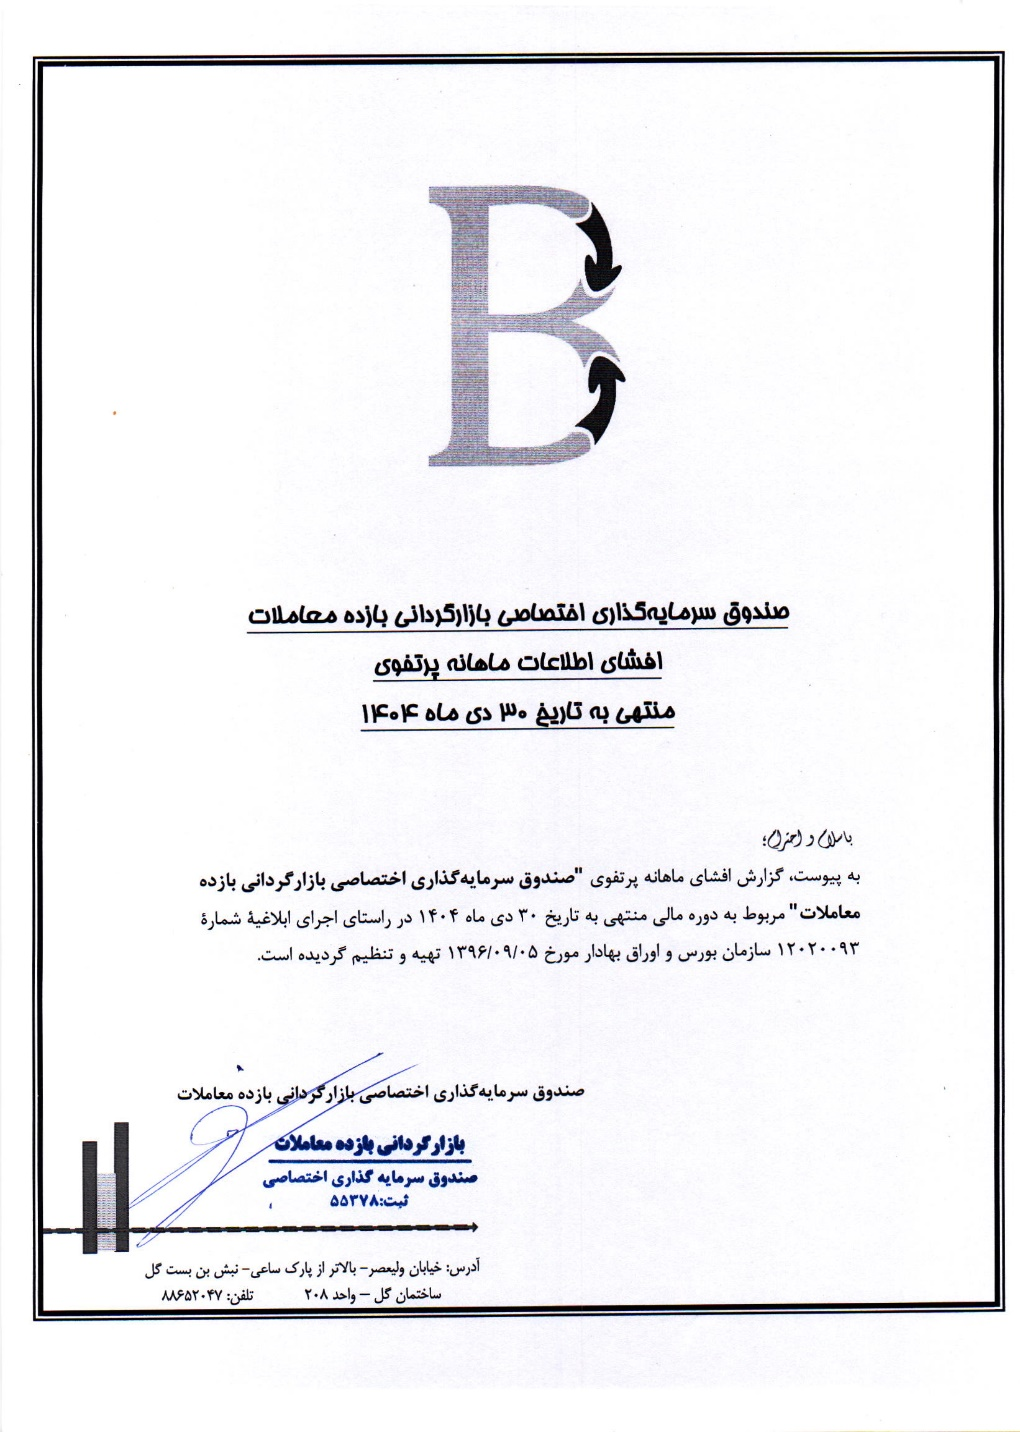 صندوق سرمایه‌گذاری اختصاصی بازارگردانی بازده معاملات
افشای اطلاعات ماهانه پرتفوی
منتهی به تاریخ ۳۰ دی ماه ۱۴۰۴
باسلام و احترام؛
به پیوست، گزارش افشای ماهانه پرتفوی "صندوق سرمایه‌گذاری اختصاصی بازارگردانی بازده
معاملات" مربوط به دوره مالی منتهی به تاریخ ۳۰ دی ماه ۱۴۰۴ در راستای اجرای ابلاغیۀ شمارۀ
۱۲۰۲۰۰۹۳ سازمان بورس و اوراق بهادار مورخ ۱۳۹۶/۰۹/۰۵ تهیه و تنظیم گردیده است.
صندوق سرمایه‌گذاری اختصاصی بازارگردانی بازده معاملات
بازارگردانی بازده معاملات
صندوق سرمایه گذاری اختصاصی
ثبت:۵۵۳۷۸
آدرس: خیابان ولیعصر– بالاتر از پارک ساعی– نبش بن بست گل
ساختمان گل – واحد ۲۰۸ تلفن: ۸۸۶۵۲۰۴۷